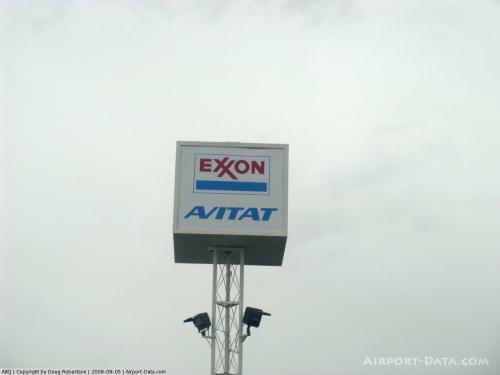 EXXON
AVITAT
AIRPORT-DATA.COM
ABQ | Copyright by Doug Robertson | 2008-08-05 | Airport-Data.com